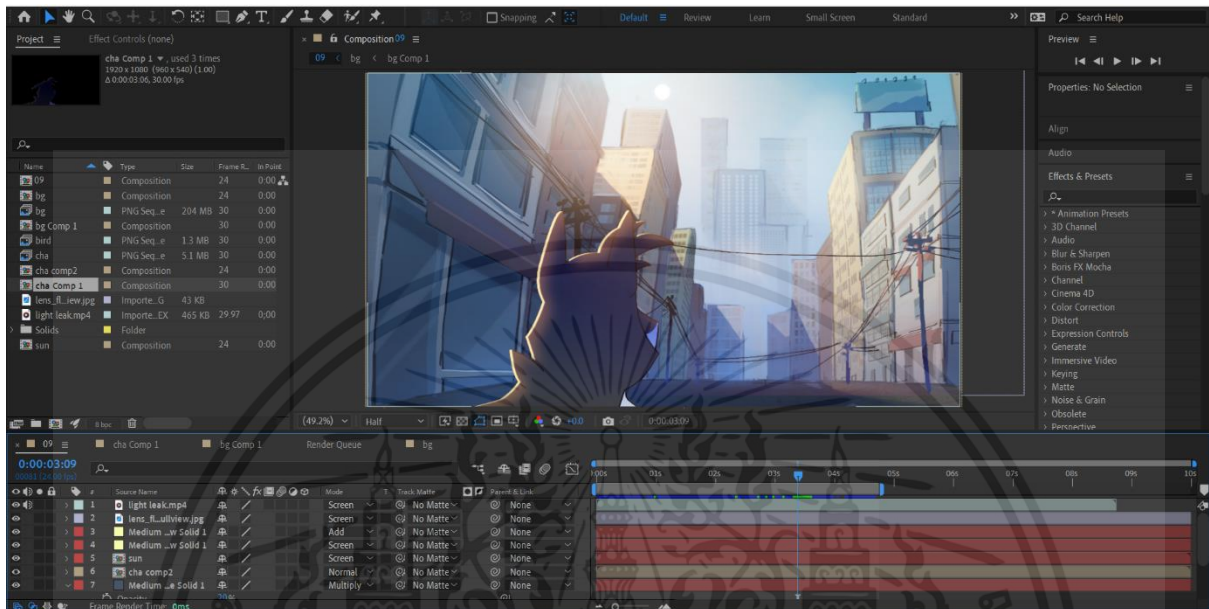 Snapping
Default
Review
Learn
Small Screen
Standard
Search Help
Project
Effect Controls (none)
cha Comp 1 , used 3 times
1920 x 1080 (960 x 540) (1.00)
Δ 0:00:03:06, 30.00 fps
Name Type Size Frame R... In Point
09 Composition 24 0:00
bg Composition 24 0:00
bg PNG Seq...e 204 MB 30 0:00
bg Comp 1 Composition 30 0:00
bird PNG Seq...e 1.3 MB 30 0:00
cha PNG Seq...e 5.1 MB 30 0:00
cha comp2 Composition 24 0:00
cha Comp 1 Composition 30 0:00
lens_fl...iew.jpg Importe...G 43 KB
light leak.mp4 Importe...EX 465 KB 29.97 0;00
Solids Folder
sun Composition 24 0:00
8 bpc
Composition 09
09 < bg < bg Comp 1
(49.2%) Half +0.0 0:00:03:09
Preview
Properties: No Selection
Align
Audio
Effects & Presets
* Animation Presets
3D Channel
Audio
Blur & Sharpen
Boris FX Mocha
Channel
Cinema 4D
Color Correction
Distort
Expression Controls
Generate
Immersive Video
Keying
Matte
Noise & Grain
Obsolete
Perspective
09 cha Comp 1 bg Comp 1 Render Queue bg
0:00:03:09
00081 (24.00 fps)
# Source Name Mode T Track Matte Parent & Link
1 light leak.mp4 Screen No Matte None
2 lens_fl...ullview.jpg Screen No Matte None
3 Medium ...w Solid 1 Add No Matte None
4 Medium ...w Solid 1 Screen No Matte None
5 sun Screen No Matte None
6 cha comp2 Normal No Matte None
7 Medium ...e Solid 1 Multiply No Matte None
Opacity 20%
Frame Render Time: 0ms
01s 02s 03s 04s 05s 06s 07s 08s 09s 10s